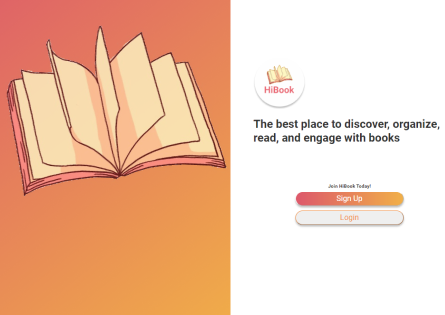 HiBook
The best place to discover, organize,
read, and engage with books
Join HiBook Today!
Sign Up
Login